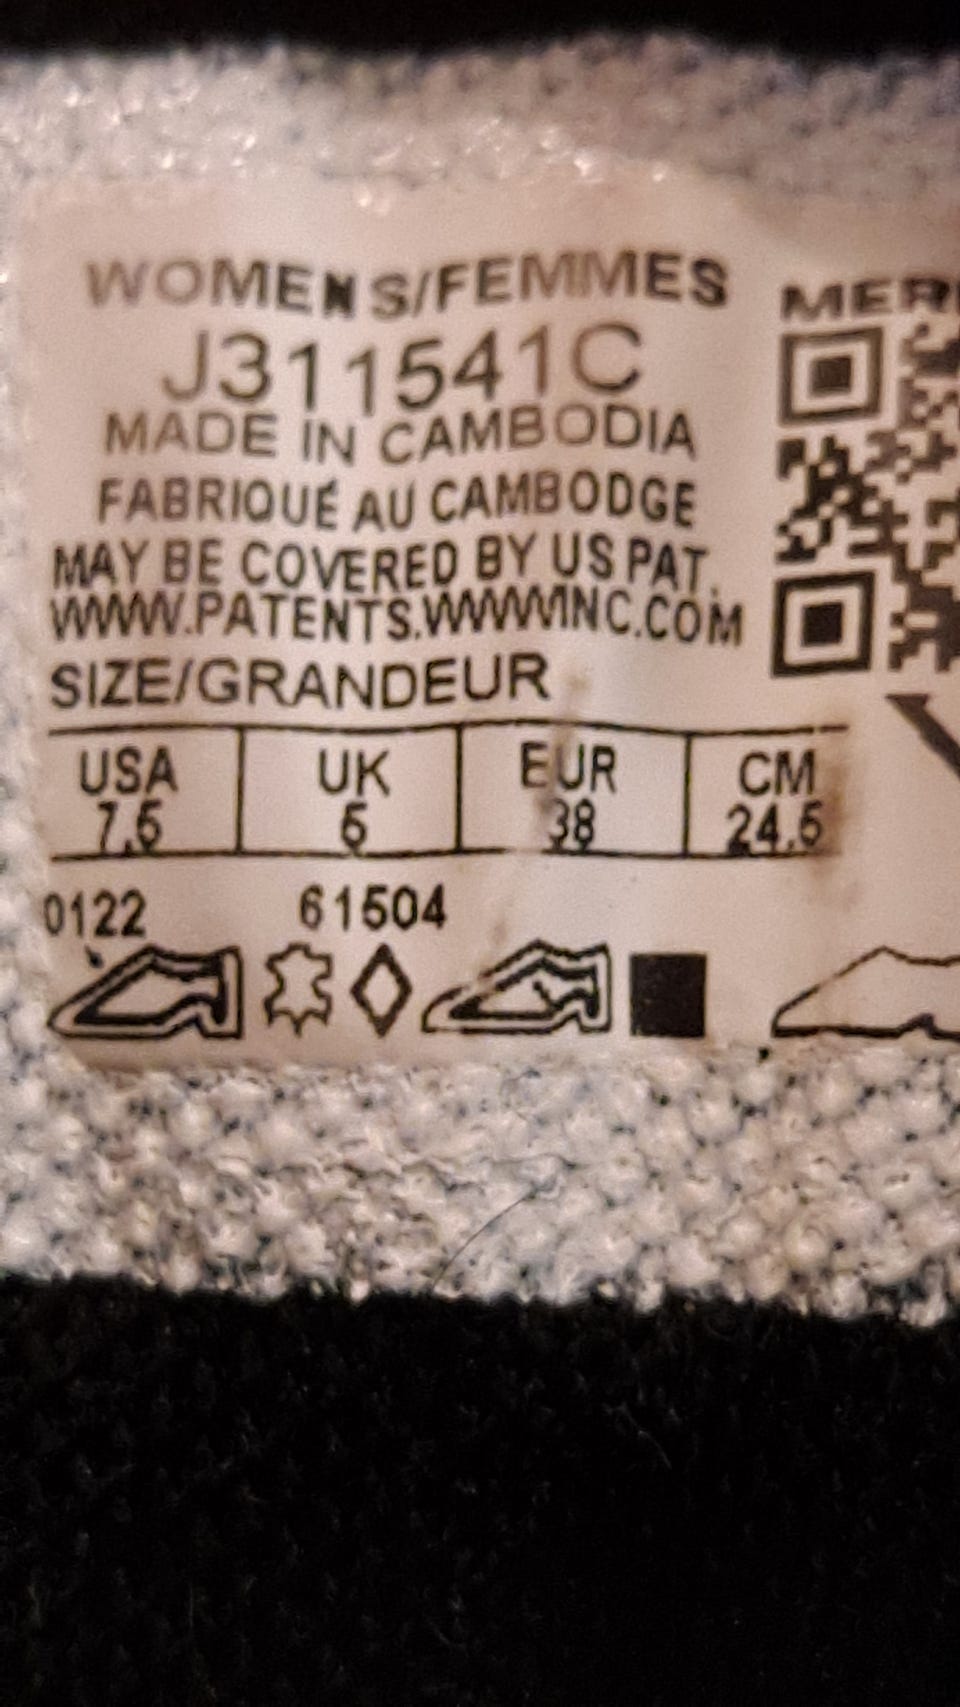 WOMENS/FEMMES
J311541C
MADE IN CAMBODIA
FABRIQUÉ AU CAMBODGE
MAY BE COVERED BY US PAT.
WWW.PATENTS.WWWINC.COM
SIZE/GRANDEUR
USA UK EUR CM
7.5 5 38 24.5
0122 61504
MER